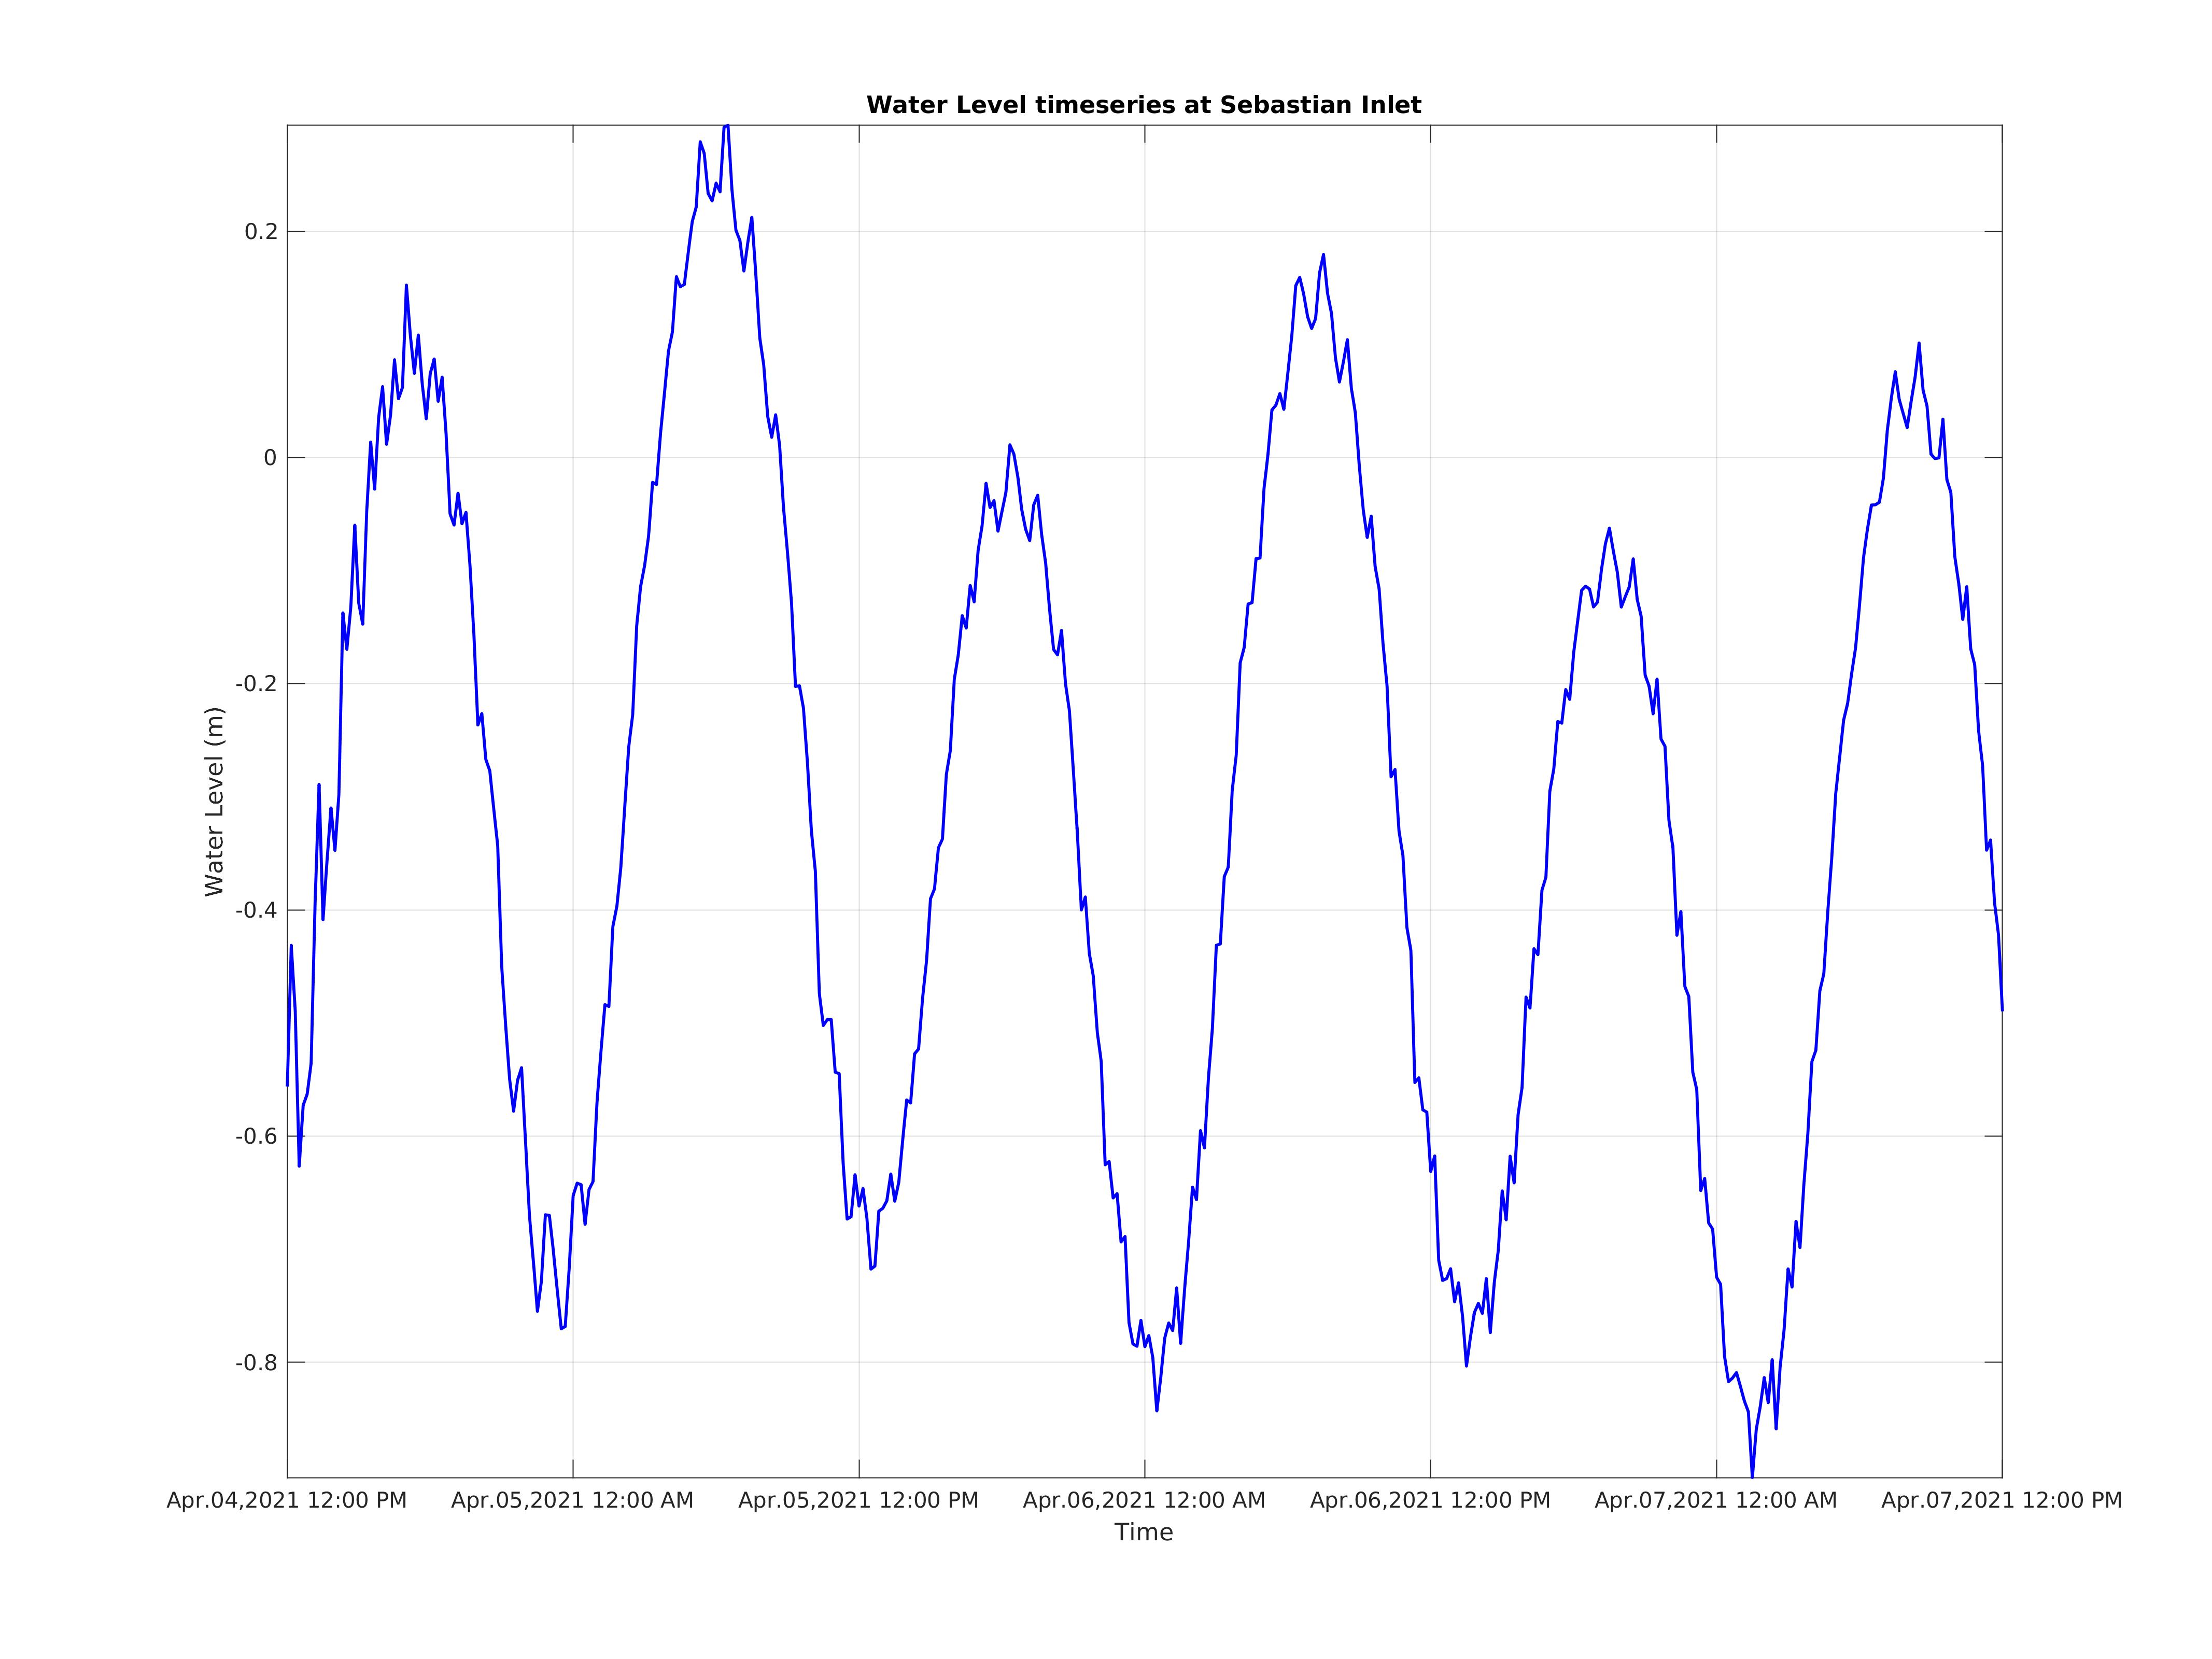 Water Level timeseries at Sebastian Inlet
0.2
0
-0.2
-0.4
-0.6
-0.8
Water Level (m)
Apr.04,2021 12:00 PM Apr.05,2021 12:00 AM Apr.05,2021 12:00 PM Apr.06,2021 12:00 AM Apr.06,2021 12:00 PM Apr.07,2021 12:00 AM Apr.07,2021 12:00 PM
Time